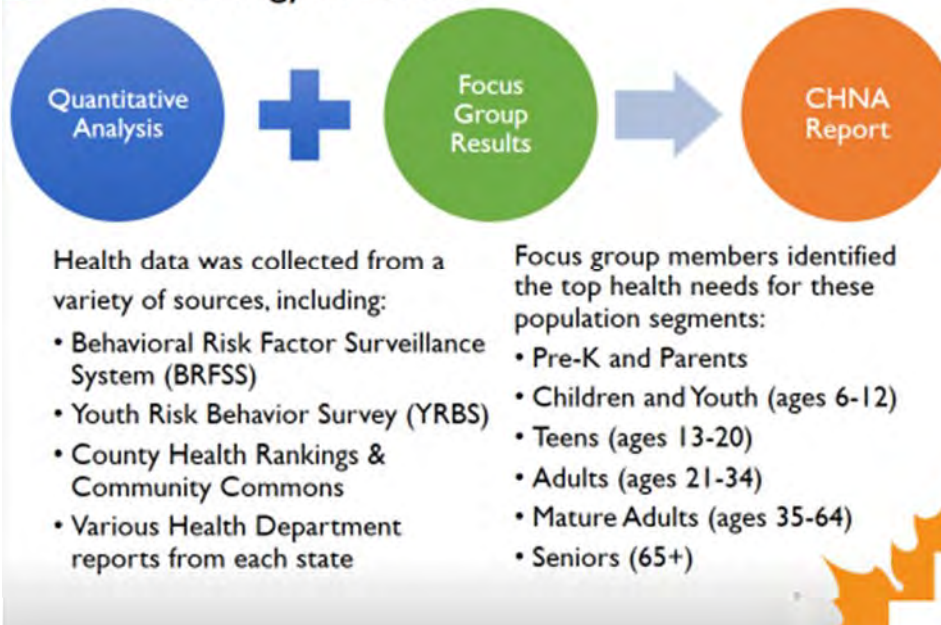 Quantitative
Analysis
Focus
Group
Results
CHNA
Report
Health data was collected from a
variety of sources, including:
• Behavioral Risk Factor Surveillance
System (BRFSS)
• Youth Risk Behavior Survey (YRBS)
• County Health Rankings &
Community Commons
• Various Health Department
reports from each state
Focus group members identified
the top health needs for these
population segments:
• Pre-K and Parents
• Children and Youth (ages 6-12)
• Teens (ages 13-20)
• Adults (ages 21-34)
• Mature Adults (ages 35-64)
• Seniors (65+)